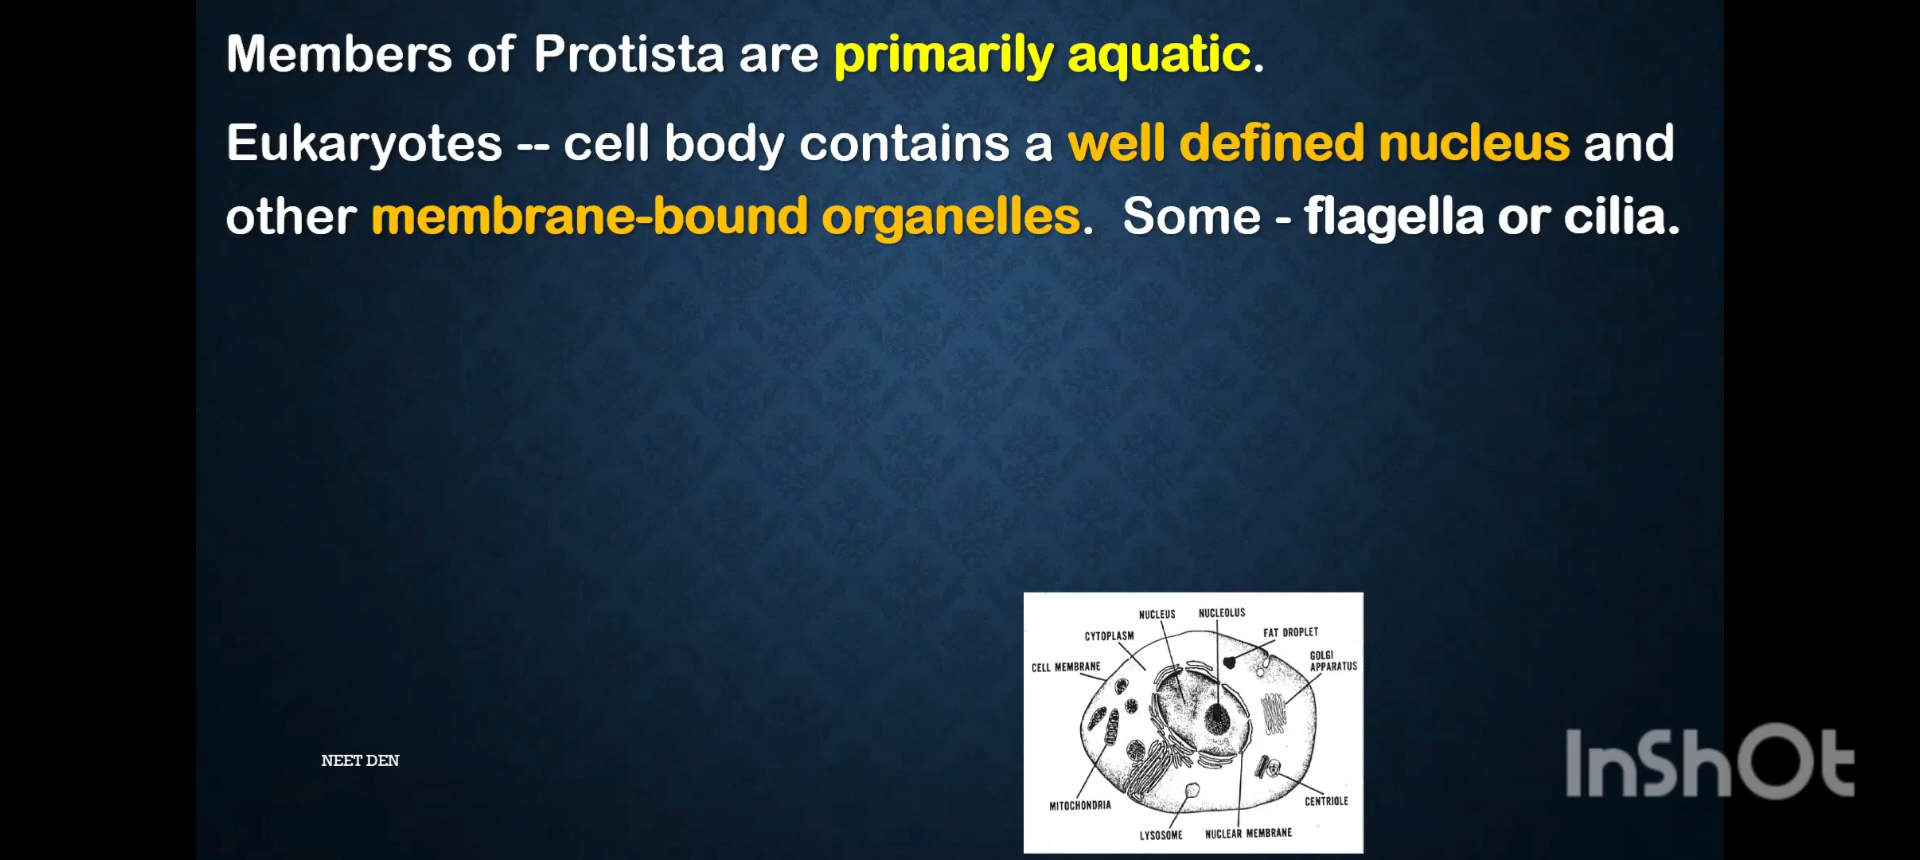 Members of Protista are primarily aquatic.
Eukaryotes -- cell body contains a well defined nucleus and
other membrane-bound organelles. Some - flagella or cilia.
NUCLEUS NUCLEOLUS
CYTOPLASM
FAT DROPLET
CELL MEMBRANE
GOLGI
APPARATUS
MITOCHONDRIA
CENTRIOLE
LYSOSOME
NUCLEAR MEMBRANE
NEET DEN
InShOt